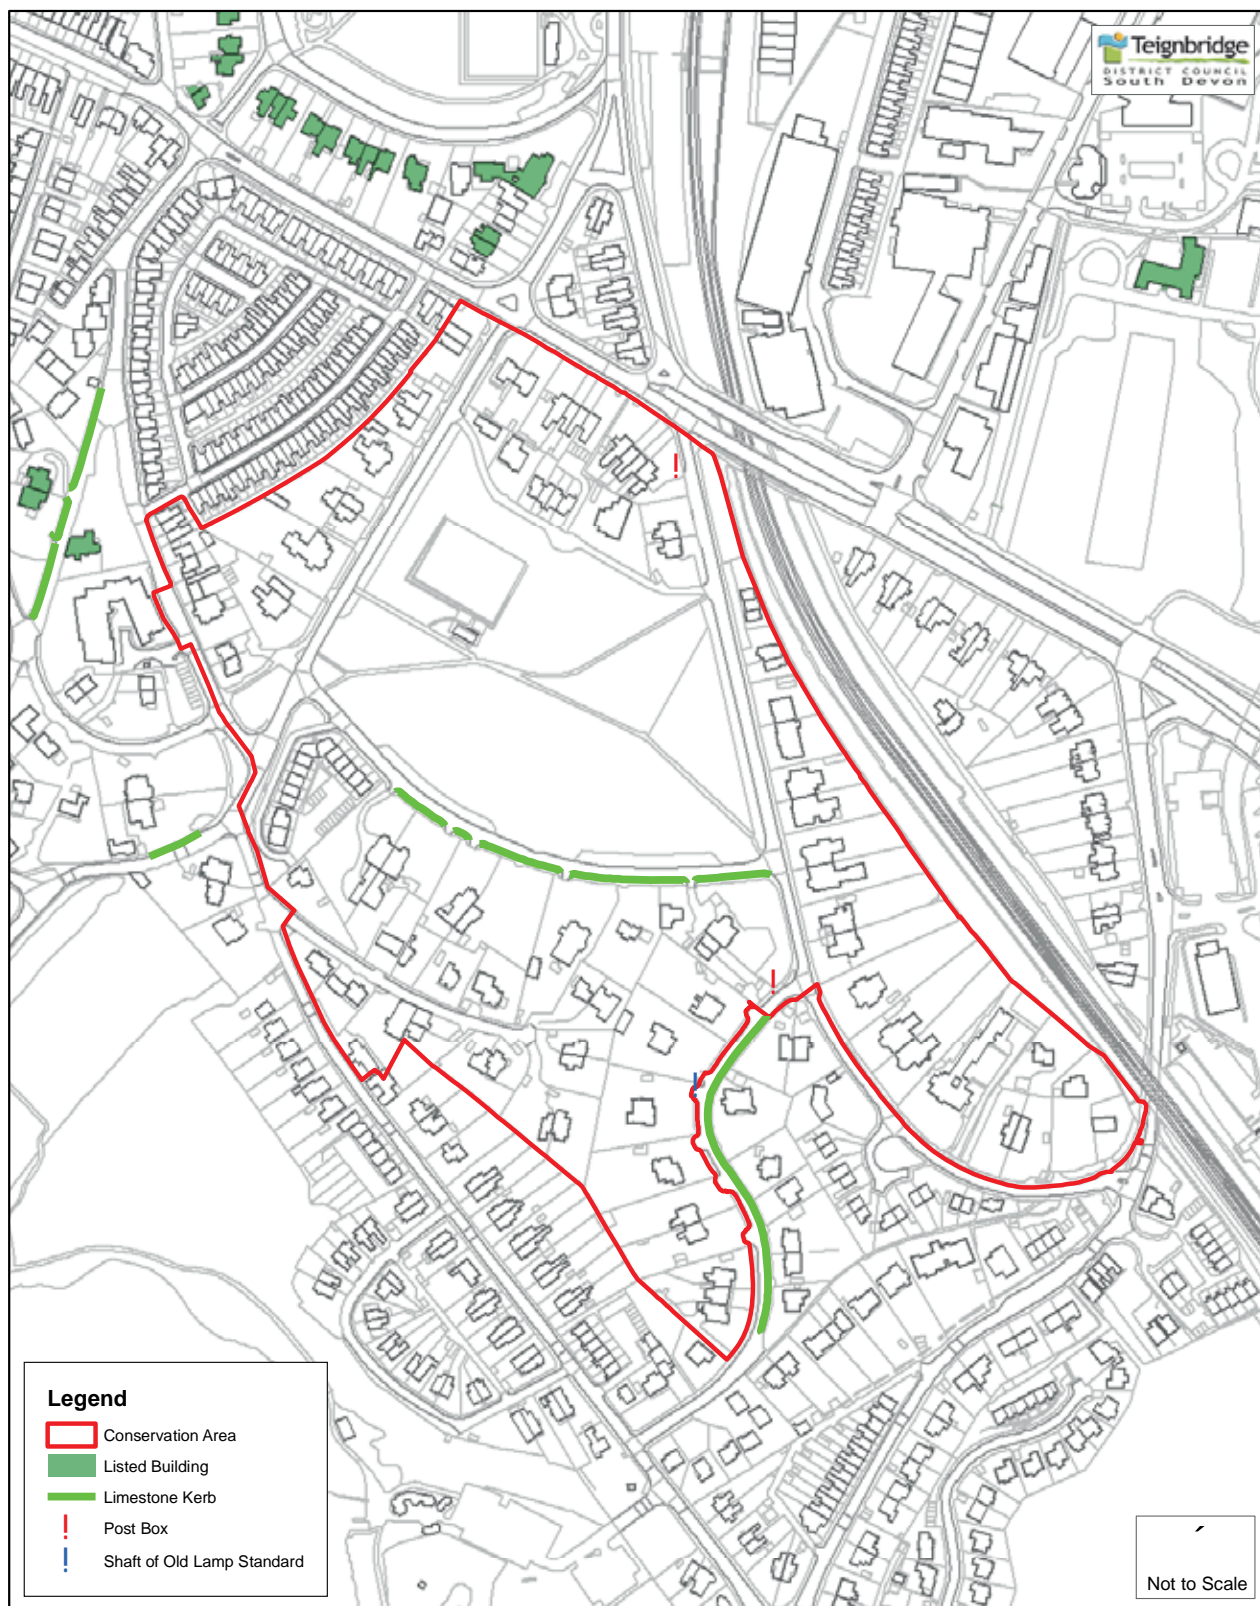 Teignbridge
DISTRICT COUNCIL
South Devon
Legend
Conservation Area
Listed Building
Limestone Kerb
Post Box
Shaft of Old Lamp Standard
Not to Scale